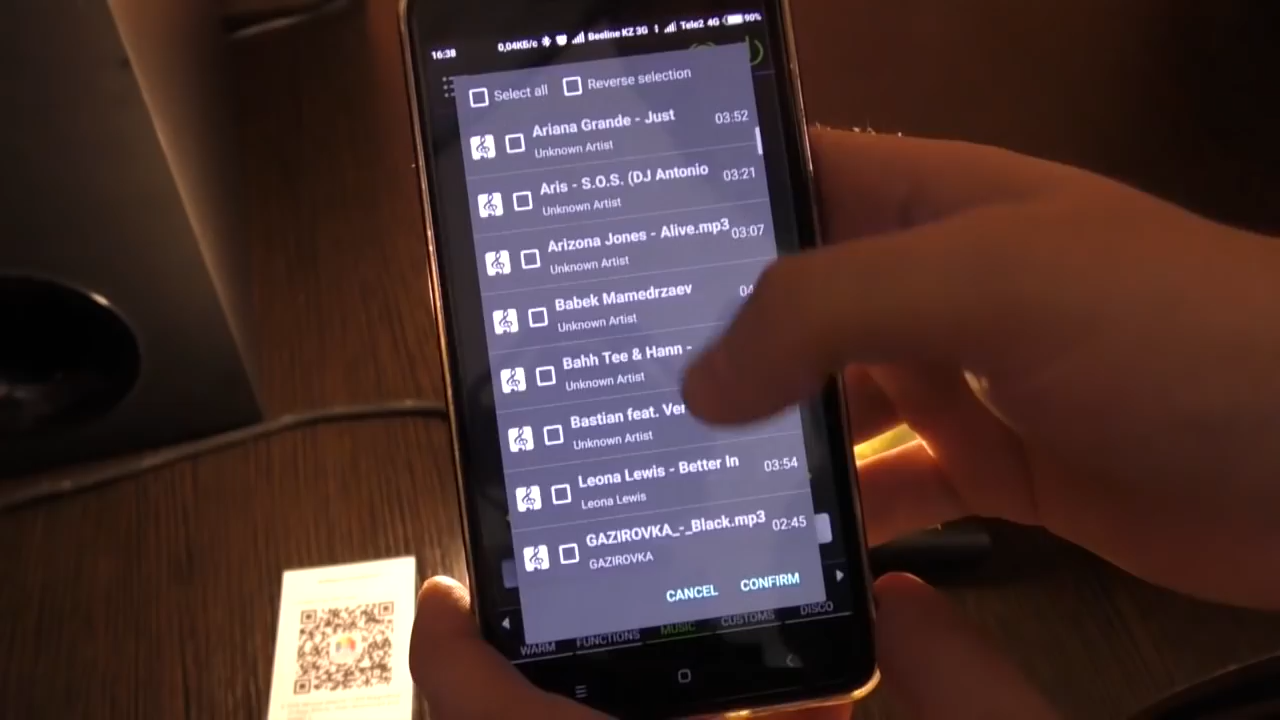 16:38 0,04КБ/с Beeline KZ 3G Tele2 4G 90%
Select all Reverse selection
Ariana Grande - Just 03:52
Unknown Artist
Aris - S.O.S. (DJ Antonio 03:21
Unknown Artist
Arizona Jones - Alive.mp3 03:07
Unknown Artist
Babek Mamedrzaev
Unknown Artist
Bahh Tee & Hann -
Unknown Artist
Bastian feat.
Unknown Artist
Leona Lewis - Better In 03:54
Leona Lewis
GAZIROVKA_-_Black.mp3 02:45
GAZIROVKA
CANCEL CONFIRM
WARM FUNCTIONS MUSIC CUSTOMS DISCO